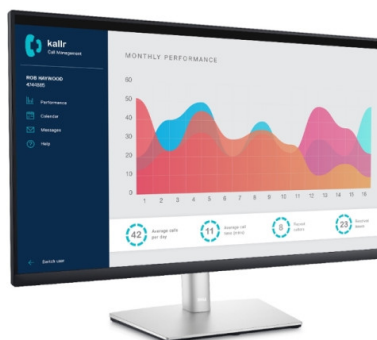 kallr
Call Management
MONTHLY PERFORMANCE
ROB HAYWOOD
Performance
Calendar
Messages
Help
Switch user
60
50
40
30
20
10
0
1 2 3 4 5 6 7 8 9 10 11 12 13 14 15 16
42
Average calls
per day
11
Average call
8
23